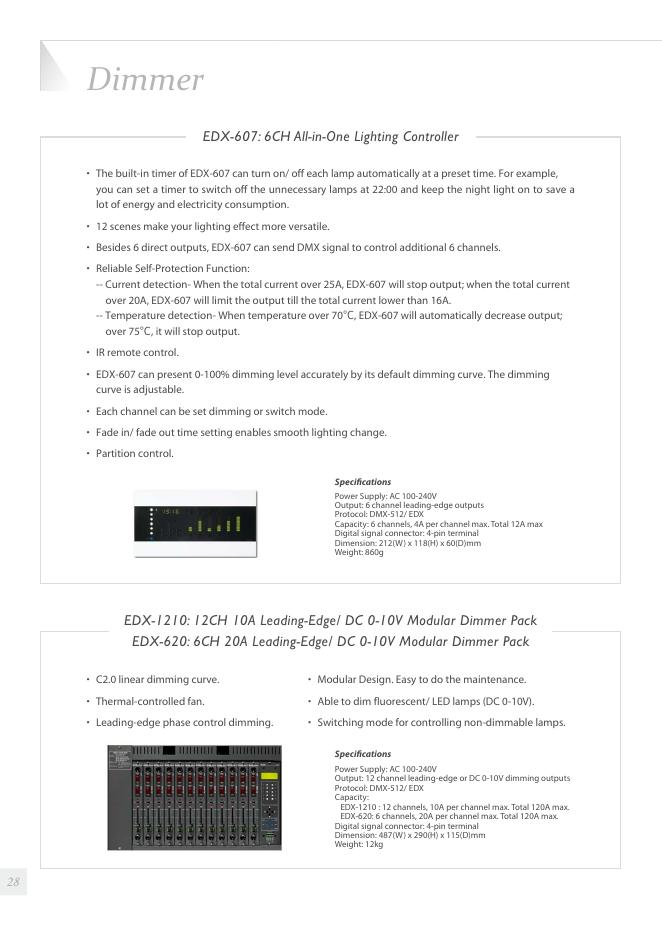 Dimmer
EDX-607: 6CH All-in-One Lighting Controller
• The built-in timer of EDX-607 can turn on/ off each lamp automatically at a preset time. For example,
you can set a timer to switch off the unnecessary lamps at 22:00 and keep the night light on to save a
lot of energy and electricity consumption.
• 12 scenes make your lighting effect more versatile.
• Besides 6 direct outputs, EDX-607 can send DMX signal to control additional 6 channels.
• Reliable Self-Protection Function:
-- Current detection- When the total current over 25A, EDX-607 will stop output; when the total current
over 20A, EDX-607 will limit the output till the total current lower than 16A.
-- Temperature detection- When temperature over 70°C, EDX-607 will automatically decrease output;
over 75°C, it will stop output.
• IR remote control.
• EDX-607 can present 0-100% dimming level accurately by its default dimming curve. The dimming
curve is adjustable.
• Each channel can be set dimming or switch mode.
• Fade in/ fade out time setting enables smooth lighting change.
• Partition control.
Specifications
Power Supply: AC 100-240V
Output: 6 channel leading-edge outputs
Protocol: DMX-512/ EDX
Capacity: 6 channels, 4A per channel max. Total 12A max
Digital signal connector: 4-pin terminal
Dimension: 212(W) x 118(H) x 60(D)mm
Weight: 860g
EDX-1210: 12CH 10A Leading-Edge/ DC 0-10V Modular Dimmer Pack
EDX-620: 6CH 20A Leading-Edge/ DC 0-10V Modular Dimmer Pack
• C2.0 linear dimming curve.
• Thermal-controlled fan.
• Leading-edge phase control dimming.
• Modular Design. Easy to do the maintenance.
• Able to dim fluorescent/ LED lamps (DC 0-10V).
• Switching mode for controlling non-dimmable lamps.
Specifications
Power Supply: AC 100-240V
Output: 12 channel leading-edge or DC 0-10V dimming outputs
Protocol: DMX-512/ EDX
Capacity:
EDX-1210 : 12 channels, 10A per channel max. Total 120A max.
EDX-620: 6 channels, 20A per channel max. Total 120A max.
Digital signal connector: 4-pin terminal
Dimension: 487(W) x 290(H) x 115(D)mm
Weight: 12kg
28